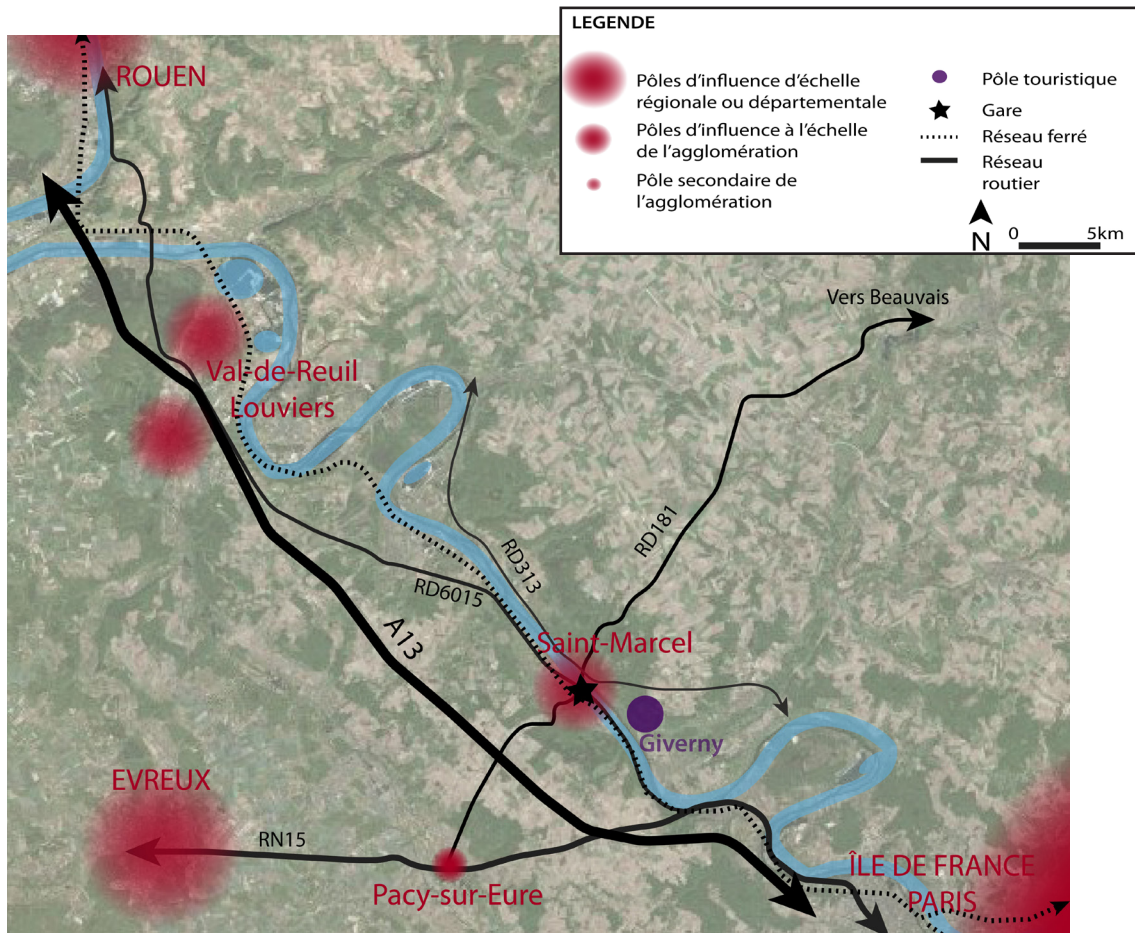 LEGENDE
Pôles d'influence d'échelle
régionale ou départementale
Pôles d'influence à l'échelle
de l'agglomération
Pôle secondaire de
l'agglomération
Pôle touristique
Gare
Réseau ferré
Réseau
routier
N
0 5km
ROUEN
Vers Beauvais
Val-de-Reuil
Louviers
RD181
RD313
RD6015
A13
Saint-Marcel
Giverny
EVREUX
RN15
Pacy-sur-Eure
ÎLE DE FRANCE
PARIS